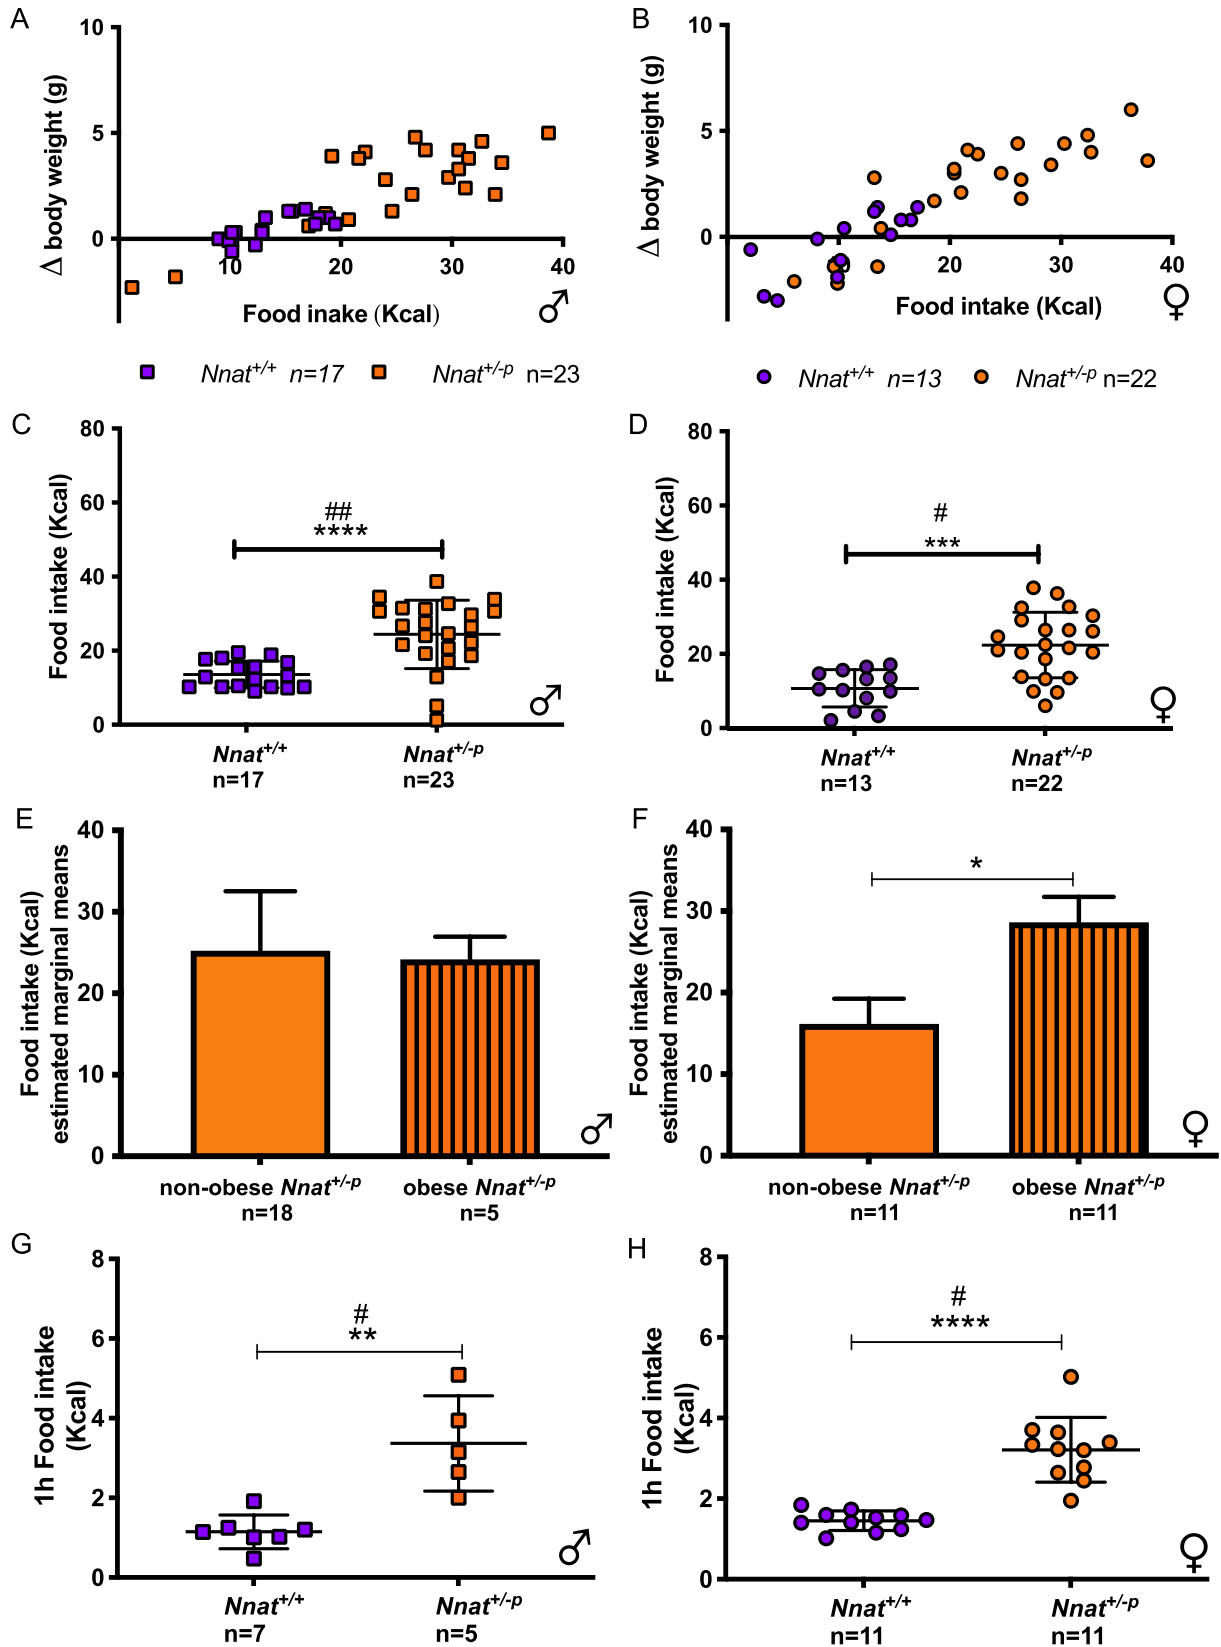 A
10
5
0
10
20
30
40
Δ body weight (g)
Food inake (Kcal)
♂
Nnat+/+ n=17
Nnat+/-p n=23
B
10
5
0
20
30
40
Δ body weight (g)
Food intake (Kcal)
♀
Nnat+/+ n=13
Nnat+/-p n=22
C
80
60
40
20
0
Food intake (Kcal)
##
****
♂
Nnat+/+
n=17
Nnat+/-p
n=23
D
80
60
40
20
0
Food intake (Kcal)
#
***
♀
Nnat+/+
n=13
Nnat+/-p
n=22
E
40
30
20
10
0
Food intake (Kcal)
estimated marginal means
♂
non-obese Nnat+/-p
n=18
obese Nnat+/-p
n=5
F
40
30
20
10
0
Food intake (Kcal)
estimated marginal means
*
♀
non-obese Nnat+/-p
n=11
obese Nnat+/-p
n=11
G
8
6
4
2
0
1h Food intake
(Kcal)
#
**
♂
Nnat+/+
n=7
Nnat+/-p
n=5
H
8
6
4
2
0
1h Food intake
(Kcal)
#
****
♀
Nnat+/+
n=11
Nnat+/-p
n=11